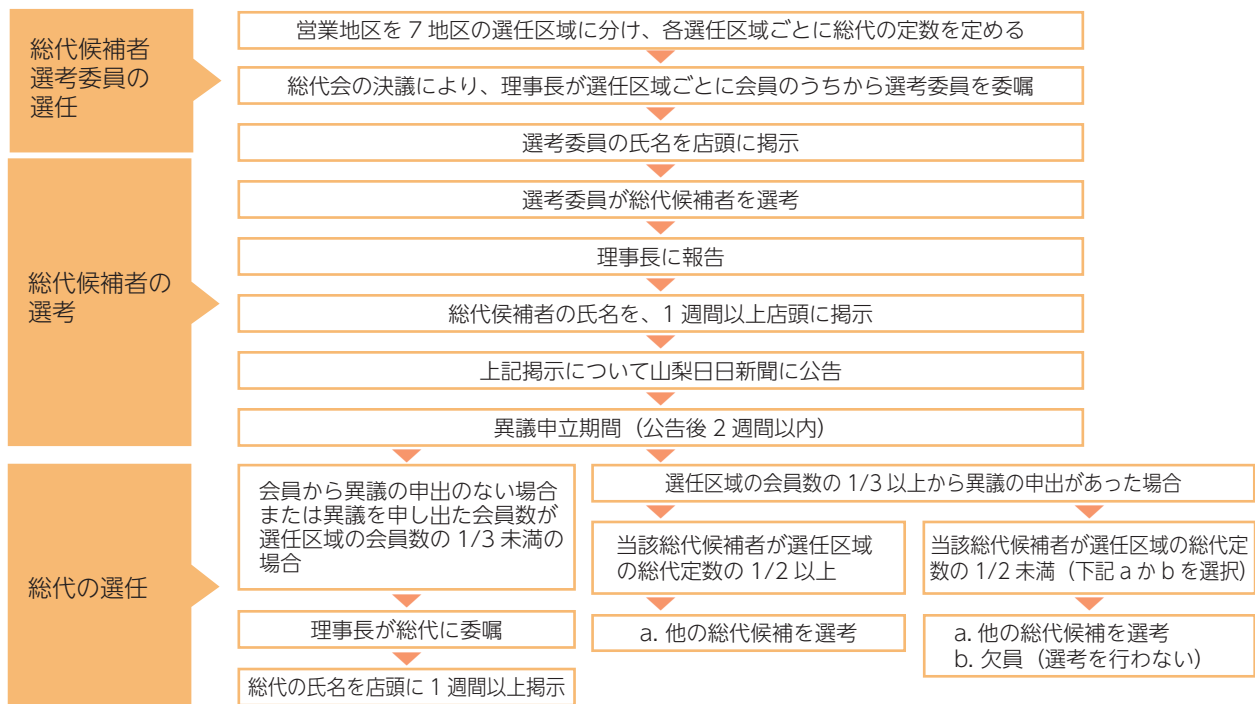 総代候補者
選考委員の
選任
営業地区を 7 地区の選任区域に分け、各選任区域ごとに総代の定数を定める
総代会の決議により、理事長が選任区域ごとに会員のうちから選考委員を委嘱
選考委員の氏名を店頭に掲示
総代候補者の
選考
選考委員が総代候補者を選考
理事長に報告
総代侯補者の氏名を、1 週間以上店頭に掲示
上記掲示について山梨日日新聞に公告
異議申立期間（公告後 2 週間以内）
総代の選任
会員から異議の申出のない場合
または異議を申し出た会員数が
選任区域の会員数の 1/3 未満の
場合
理事長が総代に委嘱
総代の氏名を店頭に 1 週間以上掲示
選任区域の会員数の 1/3 以上から異議の申出があった場合
当該総代候補者が選任区域
の総代定数の 1/2 以上
a. 他の総代候補を選考
当該総代候補者が選任区域の総代定
数の 1/2 未満（下記 a か b を選択）
a. 他の総代候補を選考
b. 欠員（選考を行わない）